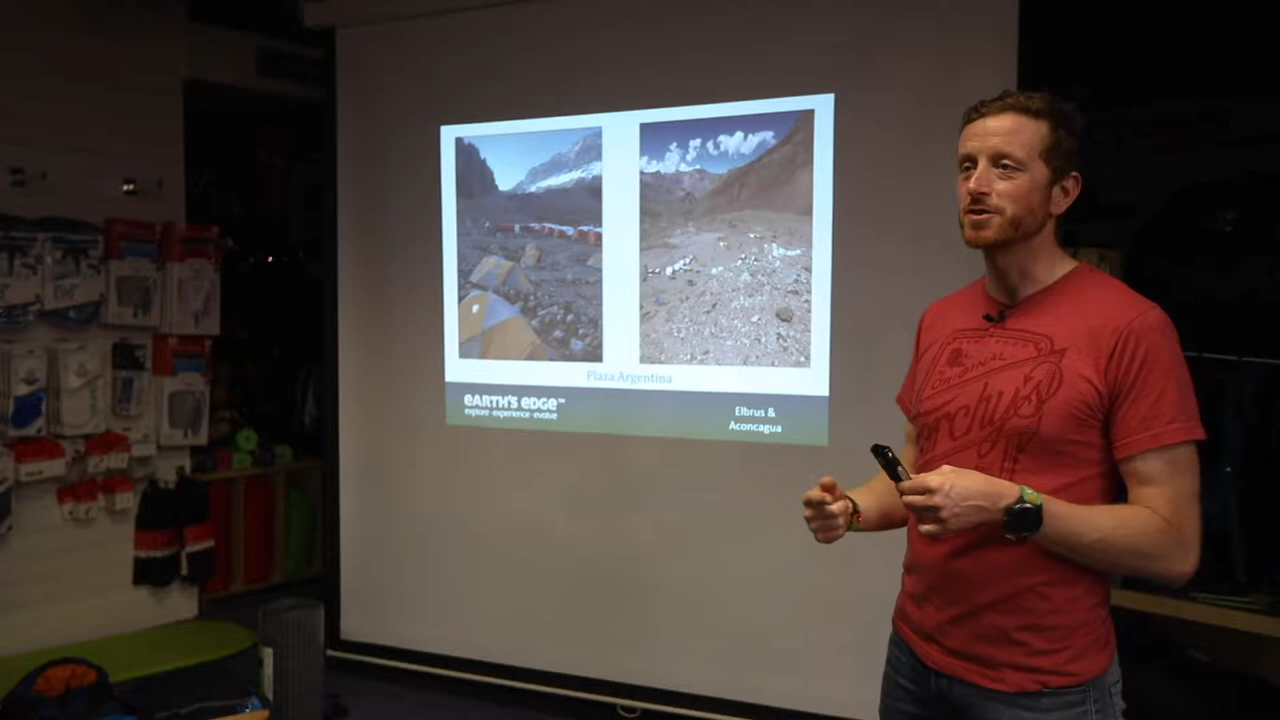 Plaza Argentina
eARTH'S eDGE™
explore · experience · evolve
Elbrus &
Aconcagua
ORIGINAL